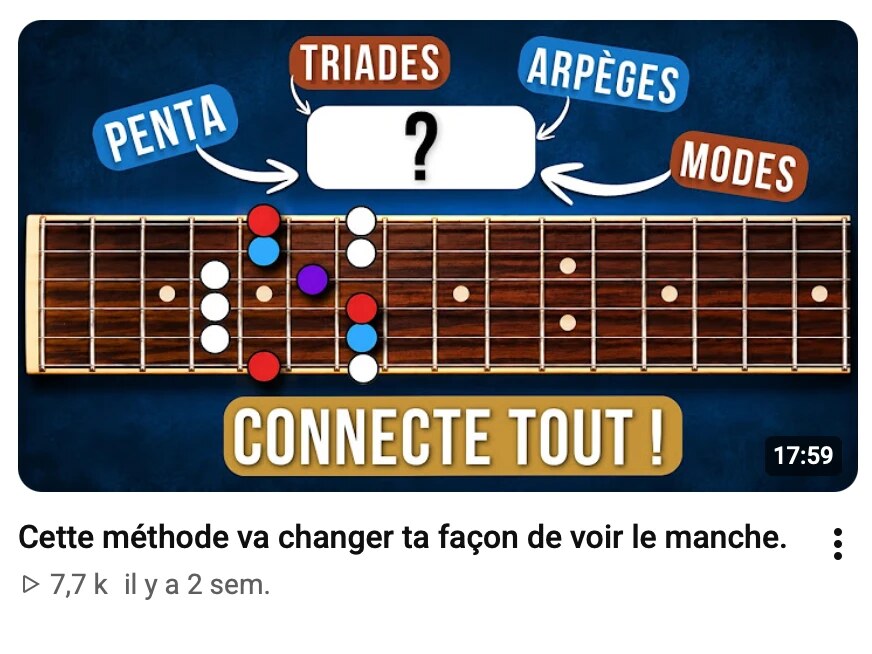 TRIADES
ARPÈGES
PENTA
?
MODES
CONNECTE TOUT !
17:59
Cette méthode va changer ta façon de voir le manche.
7,7 k il y a 2 sem.